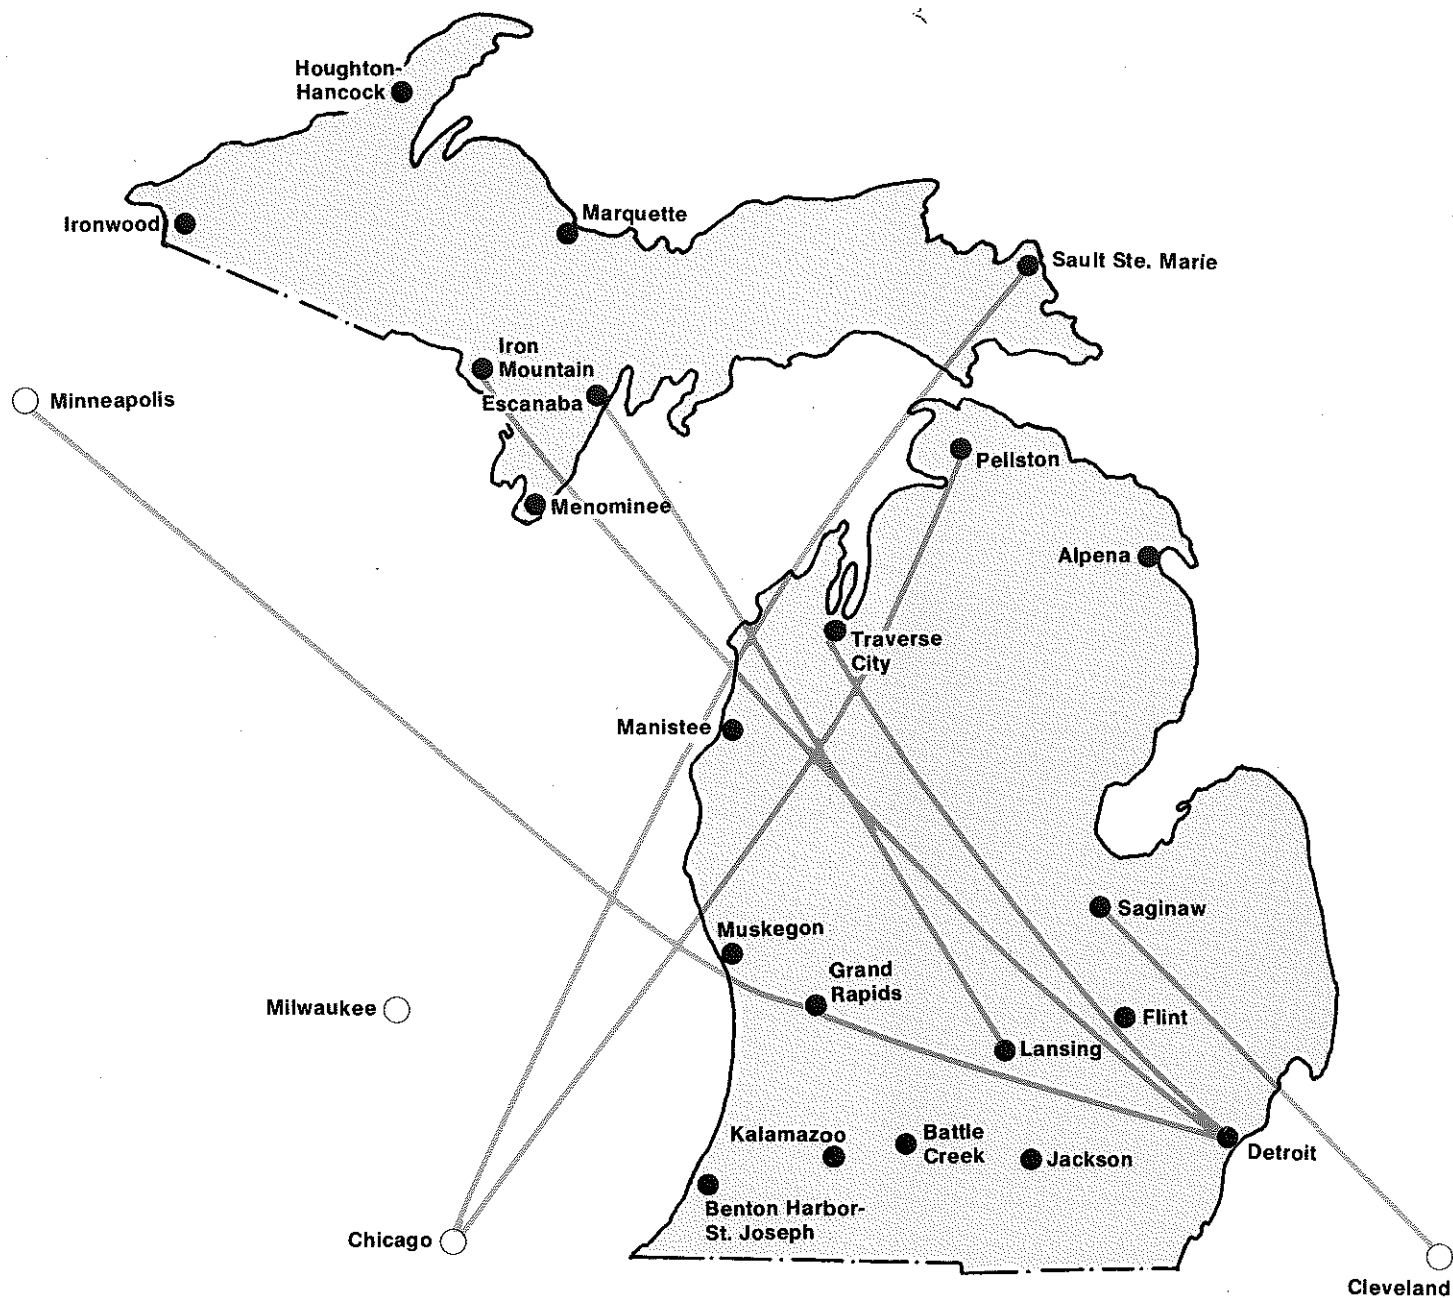 Houghton-
Hancock
Ironwood
Marquette
Sault Ste. Marie
Iron
Mountain
Escanaba
Minneapolis
Pellston
Menominee
Alpena
Traverse
City
Manistee
Saginaw
Muskegon
Grand
Rapids
Milwaukee
Flint
Lansing
Kalamazoo
Battle
Creek
Jackson
Detroit
Benton Harbor-
St. Joseph
Chicago
Cleveland